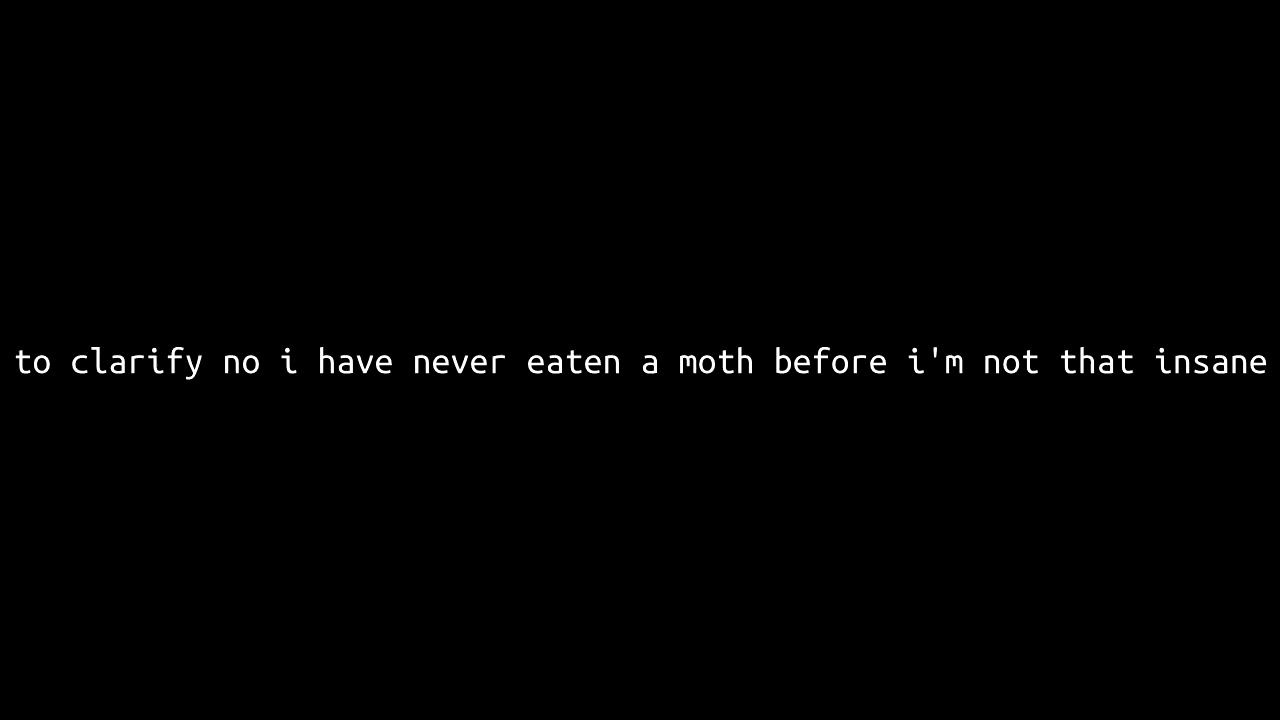 to clarify no i have never eaten a moth before i'm not that insane